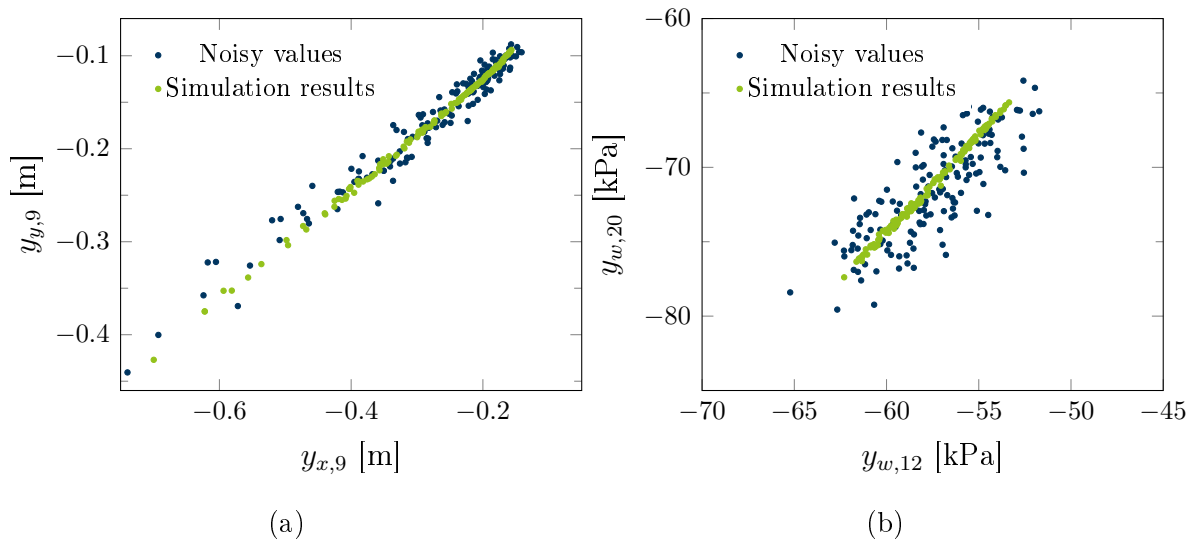 −0.1
−0.2
−0.3
−0.4
y_{y,9} [m]
Noisy values
Simulation results
−0.6
−0.4
−0.2
y_{x,9} [m]
(a)
−60
−70
−80
y_{w,20} [kPa]
Noisy values
Simulation results
−70
−65
−60
−55
−50
−45
y_{w,12} [kPa]
(b)